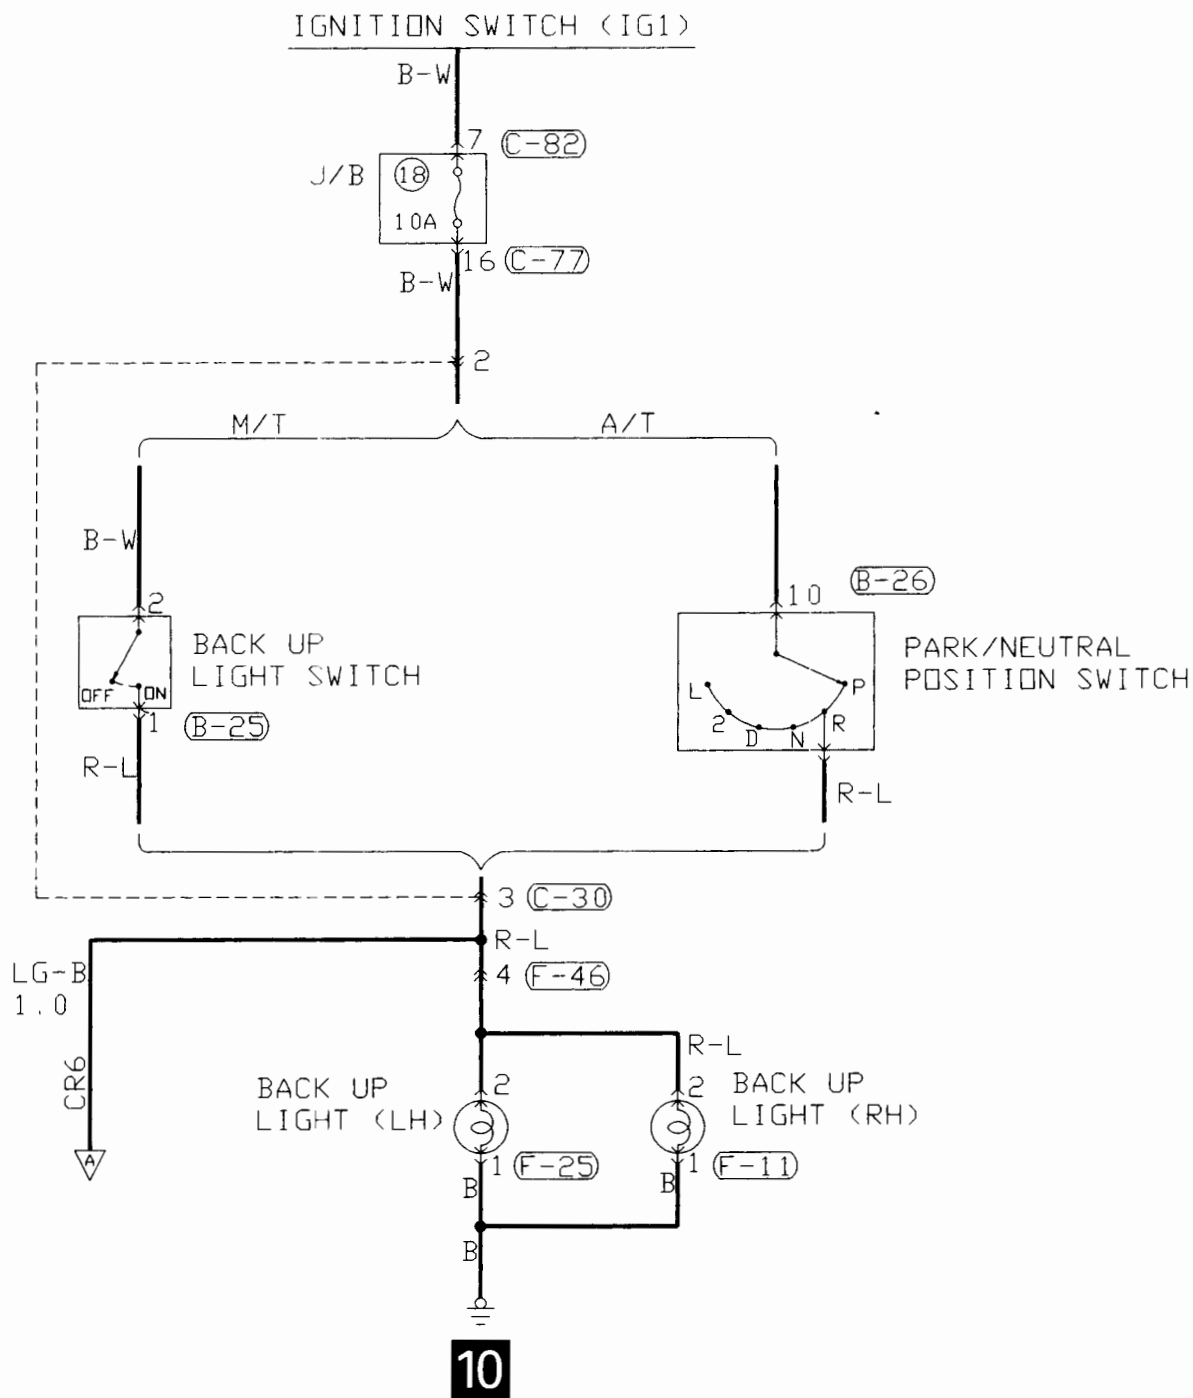 IGNITION SWITCH (IG1)
B-W
7 C-82
J/B 18
10A
16 C-77
B-W
2
M/T A/T
B-W
2
10 B-26
BACK UP
LIGHT SWITCH
OFF ON
1 B-25
PARK/NEUTRAL
POSITION SWITCH
L 2 D N R P
R-L
R-L
3 C-30
R-L
LG-B
1.0
4 F-46
CR6
A
R-L
2
BACK UP
LIGHT (LH)
2
BACK UP
LIGHT (RH)
1 F-25
1 F-11
B
B
B
10